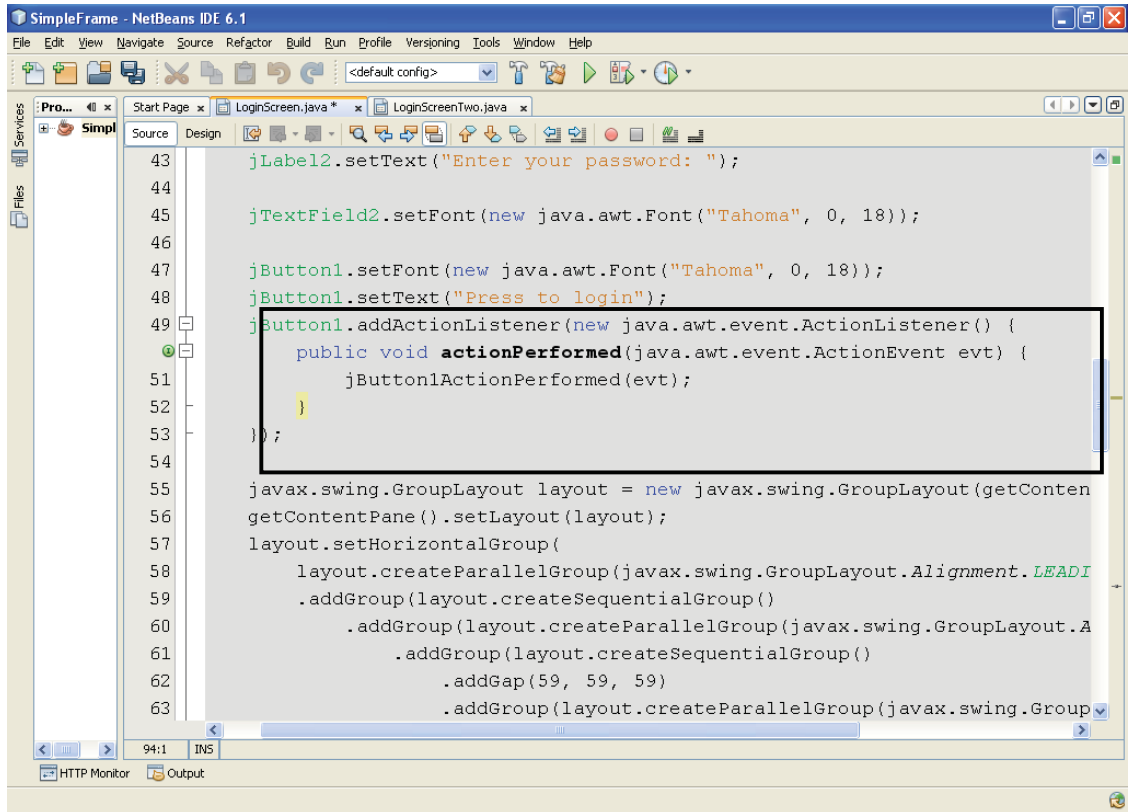 SimpleFrame - NetBeans IDE 6.1
File Edit View Navigate Source Refactor Build Run Profile Versioning Tools Window Help
<default config>
Services
Files
Pro...
Simpl
Start Page LoginScreen.java * LoginScreenTwo.java
Source Design
43 jLabel2.setText("Enter your password: ");
44
45 jTextField2.setFont(new java.awt.Font("Tahoma", 0, 18));
46
47 jButton1.setFont(new java.awt.Font("Tahoma", 0, 18));
48 jButton1.setText("Press to login");
49 jButton1.addActionListener(new java.awt.event.ActionListener() {
public void actionPerformed(java.awt.event.ActionEvent evt) {
51 jButton1ActionPerformed(evt);
52 }
53 });
54
55 javax.swing.GroupLayout layout = new javax.swing.GroupLayout(getConten
56 getContentPane().setLayout(layout);
57 layout.setHorizontalGroup(
58 layout.createParallelGroup(javax.swing.GroupLayout.Alignment.LEADI
59 .addGroup(layout.createSequentialGroup()
60 .addGroup(layout.createParallelGroup(javax.swing.GroupLayout.A
61 .addGroup(layout.createSequentialGroup()
62 .addGap(59, 59, 59)
63 .addGroup(layout.createParallelGroup(javax.swing.Group
94:1 INS
HTTP Monitor Output